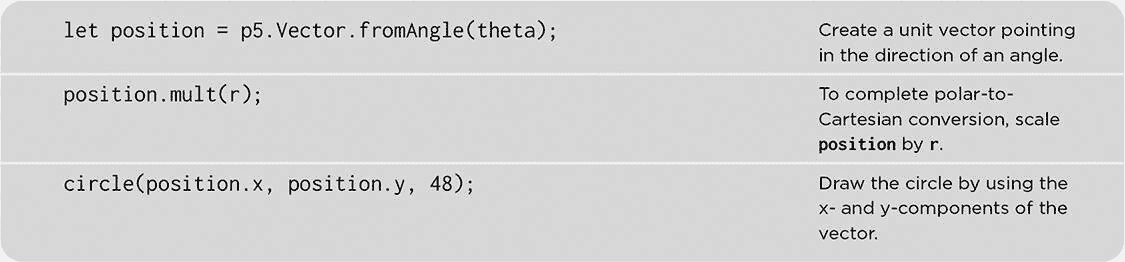 let position = p5.Vector.fromAngle(theta);
Create a unit vector pointing
in the direction of an angle.
position.mult(r);
To complete polar-to-
Cartesian conversion, scale
position by r.
circle(position.x, position.y, 48);
Draw the circle by using the
x- and y-components of the
vector.